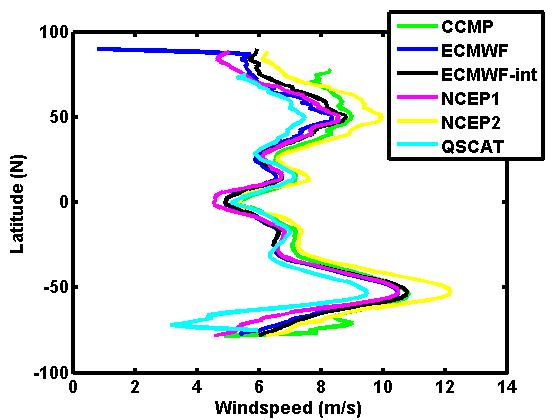 CCMP
ECMWF
ECMWF-int
NCEP1
NCEP2
QSCAT
100
50
0
-50
-100
Latitude (N)
0 2 4 6 8 10 12 14
Windspeed (m/s)